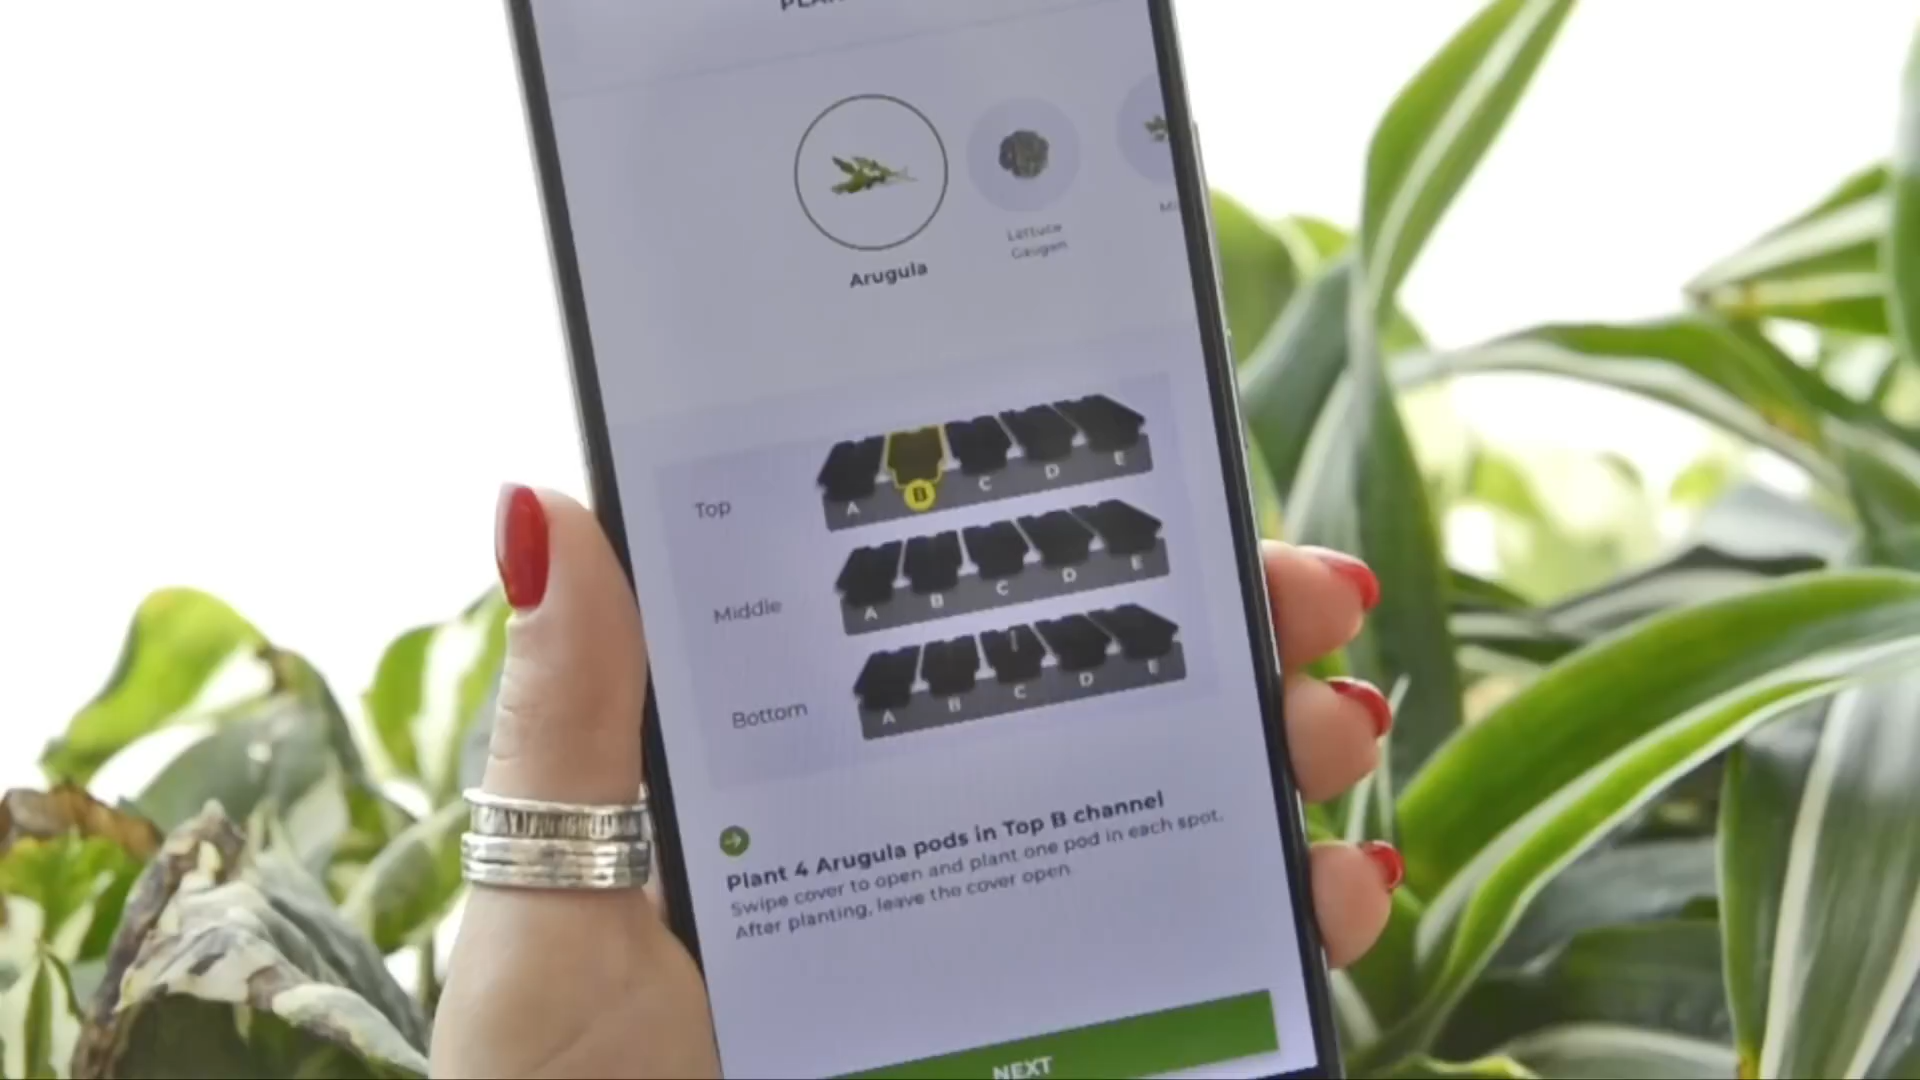 Arugula
Lettuce
Gaugen
Top
A B C D E
Middle
A B C D E
Bottom
A B C D E
Plant 4 Arugula pods in Top B channel
Swipe cover to open and plant one pod in each spot.
After planting, leave the cover open.
NEXT